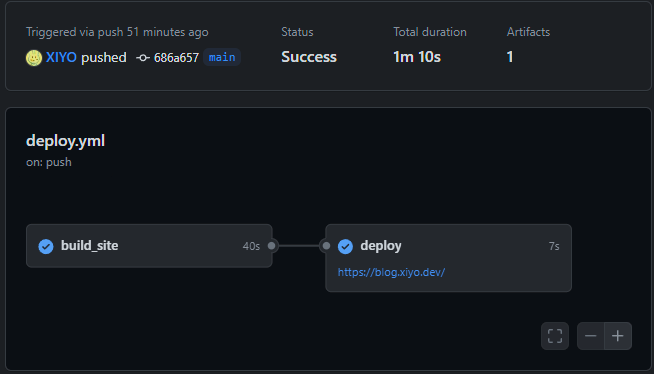 Triggered via push 51 minutes ago
XIYO pushed 686a657 main
Status
Success
Total duration
1m 10s
Artifacts
1
deploy.yml
on: push
build_site 40s
deploy 7s
https://blog.xiyo.dev/